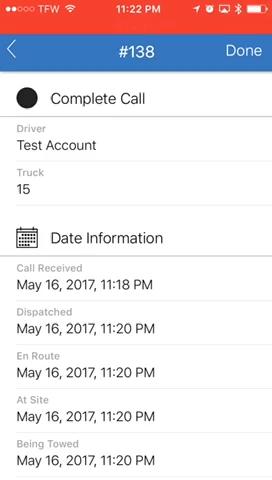 TFW 11:22 PM
#138 Done
Complete Call
Driver
Test Account
Truck
15
Date Information
Call Received
May 16, 2017, 11:18 PM
Dispatched
May 16, 2017, 11:20 PM
En Route
May 16, 2017, 11:20 PM
At Site
May 16, 2017, 11:20 PM
Being Towed
May 16, 2017, 11:20 PM